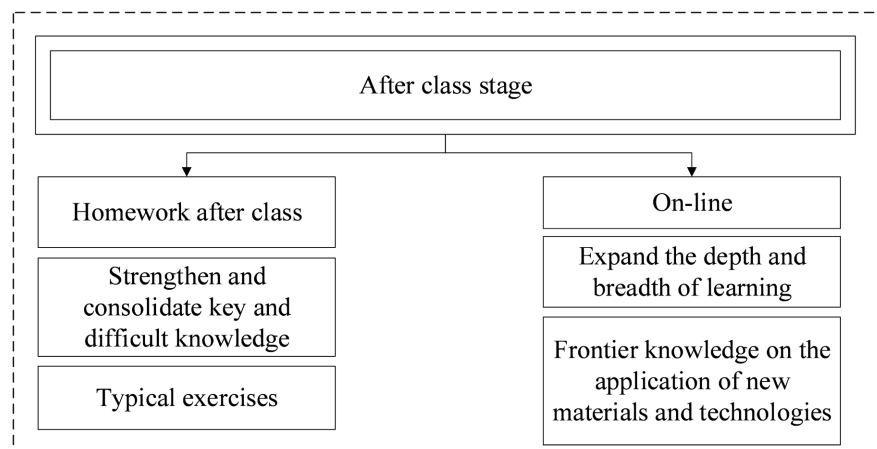 After class stage
Homework after class
Strengthen and
consolidate key and
difficult knowledge
Typical exercises
On-line
Expand the depth and
breadth of learning
Frontier knowledge on the
application of new
materials and technologies